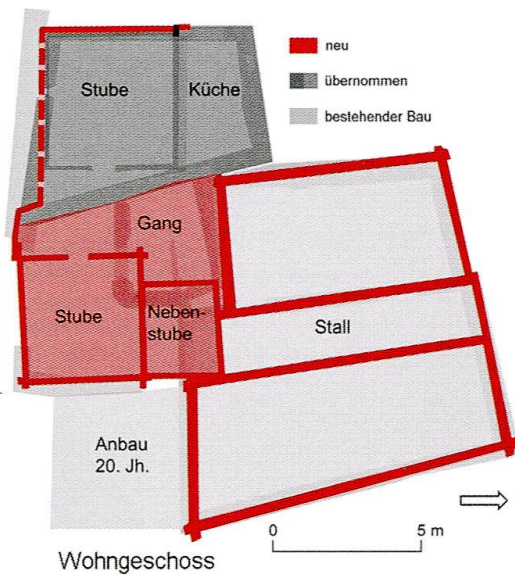 Stube
Küche
neu
übernommen
bestehender Bau
Gang
Stube
Neben-
stube
Stall
Anbau
20. Jh.
0
5 m
Wohngeschoss